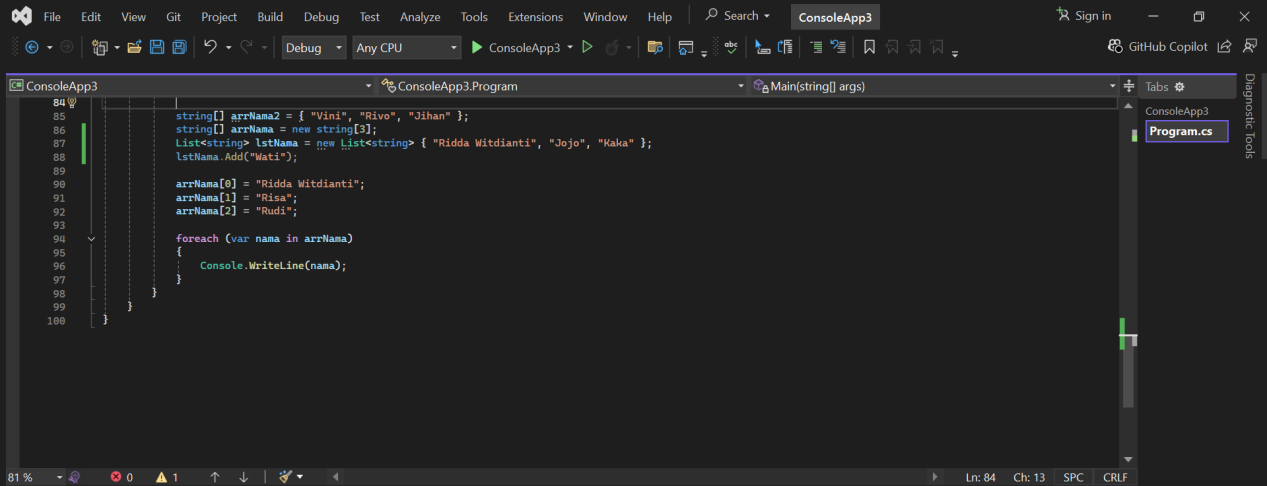 File Edit View Git Project Build Debug Test Analyze Tools Extensions Window Help Search ConsoleApp3 Sign in
Debug Any CPU ConsoleApp3 abc GitHub Copilot
ConsoleApp3 ConsoleApp3.Program Main(string[] args) Tabs
ConsoleApp3
Program.cs
Diagnostic Tools
84
85 string[] arrNama2 = { "Vini", "Rivo", "Jihan" };
86 string[] arrNama = new string[3];
87 List<string> lstNama = new List<string> { "Ridda Witdianti", "Jojo", "Kaka" };
88 lstNama.Add("Wati");
89
90 arrNama[0] = "Ridda Witdianti";
91 arrNama[1] = "Risa";
92 arrNama[2] = "Rudi";
93
94 foreach (var nama in arrNama)
95 {
96 Console.WriteLine(nama);
97 }
98 }
99 }
100 }
81 % 0 1 Ln: 84 Ch: 13 SPC CRLF